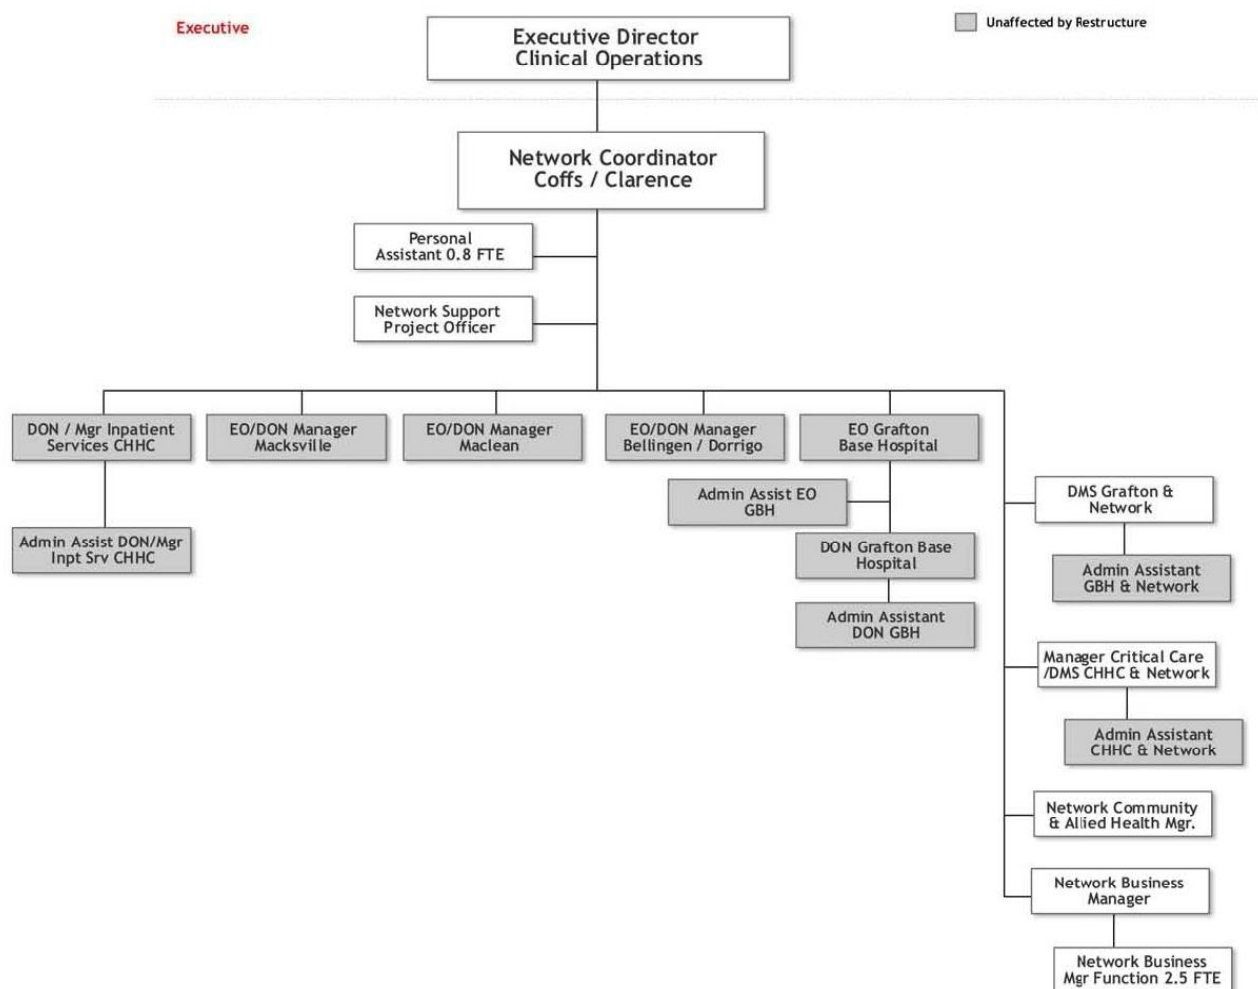 Executive
Unaffected by Restructure
Executive Director
Clinical Operations
Network Coordinator
Coffs / Clarence
Personal
Assistant 0.8 FTE
Network Support
Project Officer
DON / Mgr Inpatient
Services CHHC
EO/DON Manager
Macksville
EO/DON Manager
Maclean
EO/DON Manager
Bellingen / Dorrigo
EO Grafton
Base Hospital
Admin Assist DON/Mgr
Inpt Srv CHHC
Admin Assist EO
GBH
DON Grafton Base
Hospital
Admin Assistant
DON GBH
DMS Grafton &
Network
Admin Assistant
GBH & Network
Manager Critical Care
/DMS CHHC & Network
Admin Assistant
CHHC & Network
Network Community
& Allied Health Mgr.
Network Business
Manager
Network Business
Mgr Function 2.5 FTE